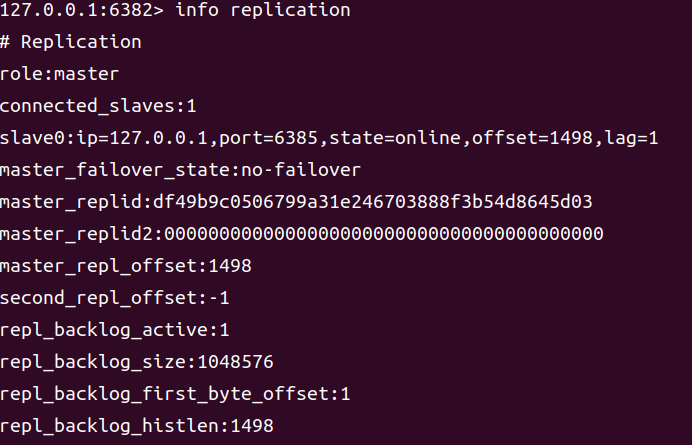 127.0.0.1:6382> info replication
# Replication
role:master
connected_slaves:1
slave0:ip=127.0.0.1,port=6385,state=online,offset=1498,lag=1
master_failover_state:no-failover
master_replid:df49b9c0506799a31e246703888f3b54d8645d03
master_replid2:0000000000000000000000000000000000000000
master_repl_offset:1498
second_repl_offset:-1
repl_backlog_active:1
repl_backlog_size:1048576
repl_backlog_first_byte_offset:1
repl_backlog_histlen:1498